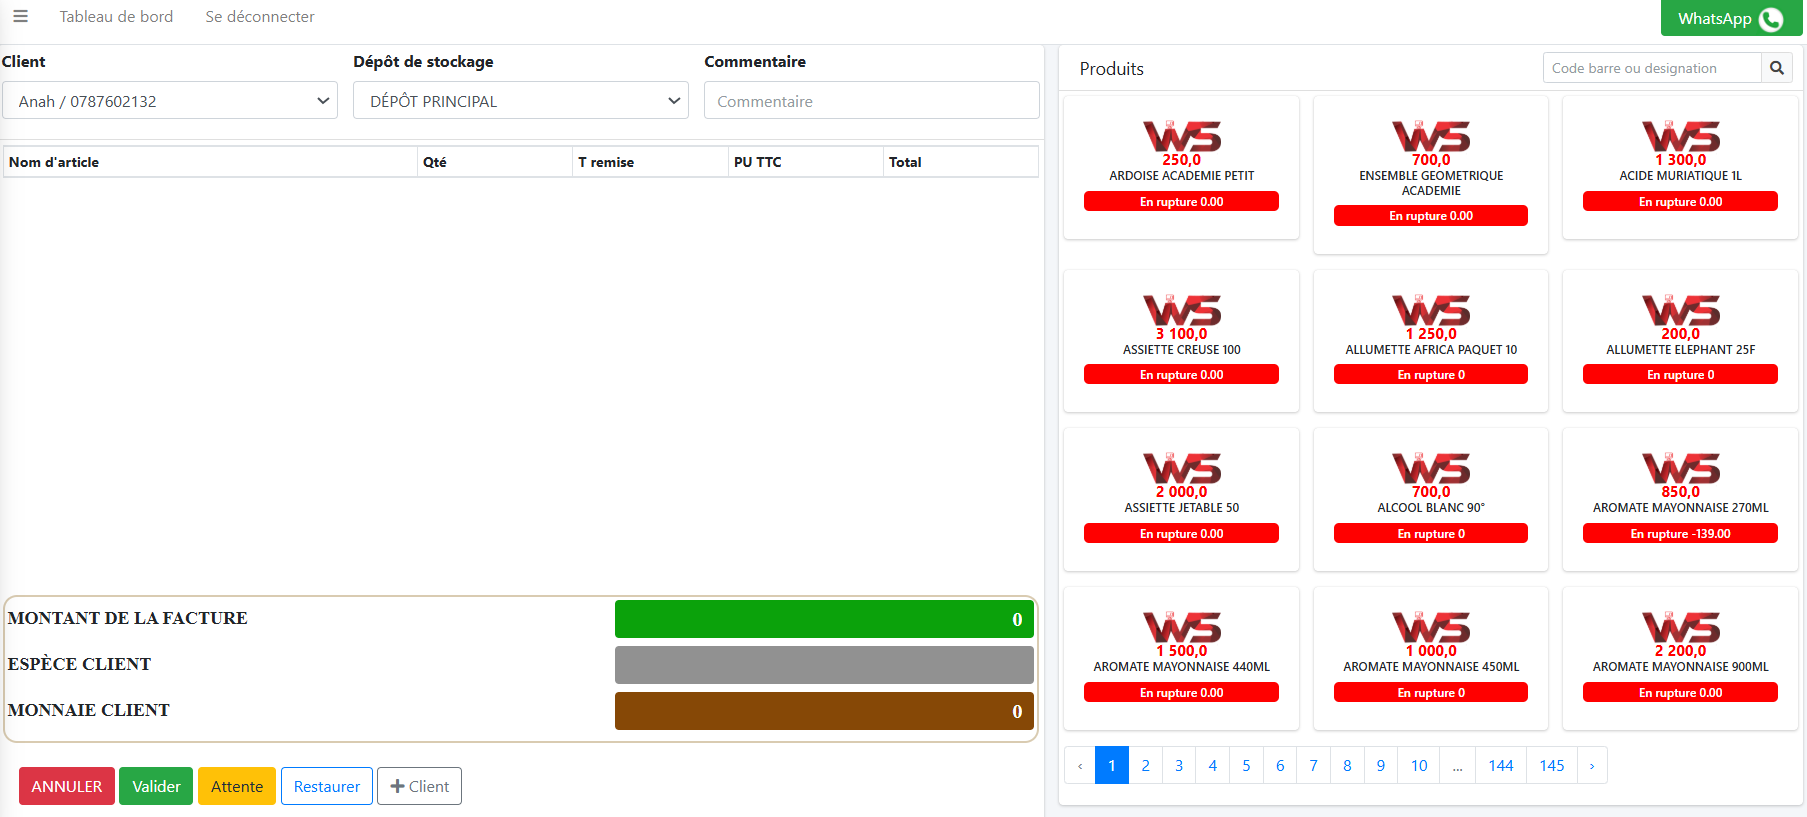 Tableau de bord
Se déconnecter
WhatsApp
Client
Dépôt de stockage
Commentaire
Anah / 0787602132
DÉPÔT PRINCIPAL
Commentaire
Nom d'article
Qté
T remise
PU TTC
Total
MONTANT DE LA FACTURE
0
ESPÈCE CLIENT
MONNAIE CLIENT
0
ANNULER
Valider
Attente
Restaurer
Client
Produits
Code barre ou designation
WS
250,0
ARDOISE ACADEMIE PETIT
En rupture 0.00
WS
700,0
ENSEMBLE GEOMETRIQUE
ACADEMIE
En rupture 0.00
WS
1 300,0
ACIDE MURIATIQUE 1L
En rupture 0.00
WS
3 100,0
ASSIETTE CREUSE 100
En rupture 0.00
WS
1 250,0
ALLUMETTE AFRICA PAQUET 10
En rupture 0
WS
200,0
ALLUMETTE ELEPHANT 25F
En rupture 0
WS
2 000,0
ASSIETTE JETABLE 50
En rupture 0.00
WS
700,0
ALCOOL BLANC 90°
En rupture 0
WS
850,0
AROMATE MAYONNAISE 270ML
En rupture -139.00
WS
1 500,0
AROMATE MAYONNAISE 440ML
En rupture 0.00
WS
1 000,0
AROMATE MAYONNAISE 450ML
En rupture 0
WS
2 200,0
AROMATE MAYONNAISE 900ML
En rupture 0.00
‹ 1 2 3 4 5 6 7 8 9 10 ... 144 145 ›